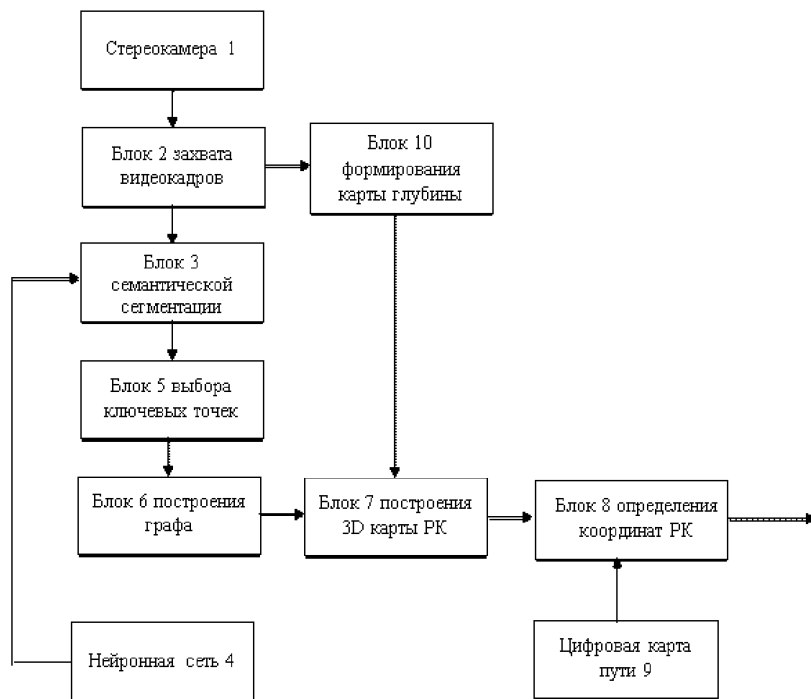 Стереокамера 1
Блок 2 захвата
видеокадров
Блок 10
формирования
карты глубины
Блок 3
семантической
сегментации
Блок 5 выбора
ключевых точек
Блок 6 построения
графа
Блок 7 построения
3D карты РК
Блок 8 определения
координат РК
Нейронная сеть 4
Цифровая карта
пути 9